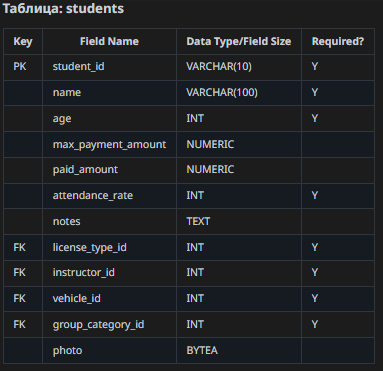 Таблица: students
Key Field Name Data Type/Field Size Required?
PK student_id VARCHAR(10) Y
name VARCHAR(100) Y
age INT Y
max_payment_amount NUMERIC
paid_amount NUMERIC
attendance_rate INT Y
notes TEXT
FK license_type_id INT Y
FK instructor_id INT Y
FK vehicle_id INT Y
FK group_category_id INT Y
photo BYTEA